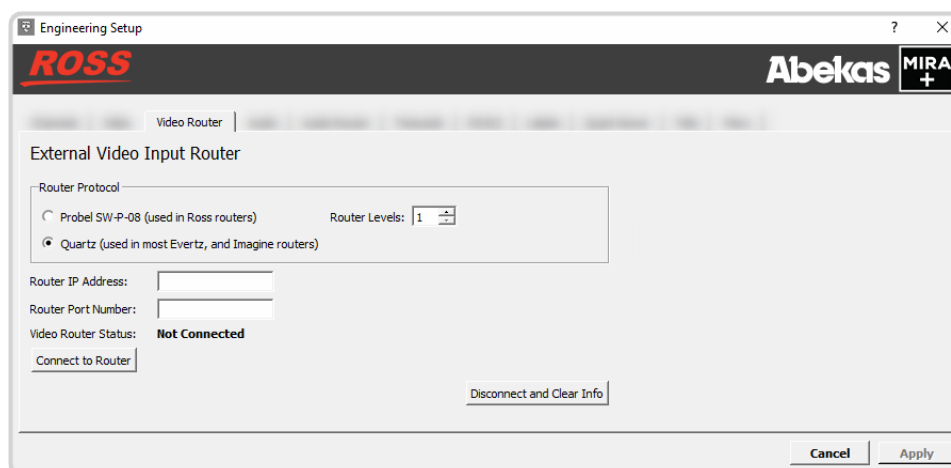 Engineering Setup ? ×
ROSS Abekas MIRA +
Video Router
External Video Input Router
Router Protocol
Probel SW-P-08 (used in Ross routers) Router Levels: 1
Quartz (used in most Evertz, and Imagine routers)
Router IP Address:
Router Port Number:
Video Router Status: Not Connected
Connect to Router
Disconnect and Clear Info
Cancel Apply